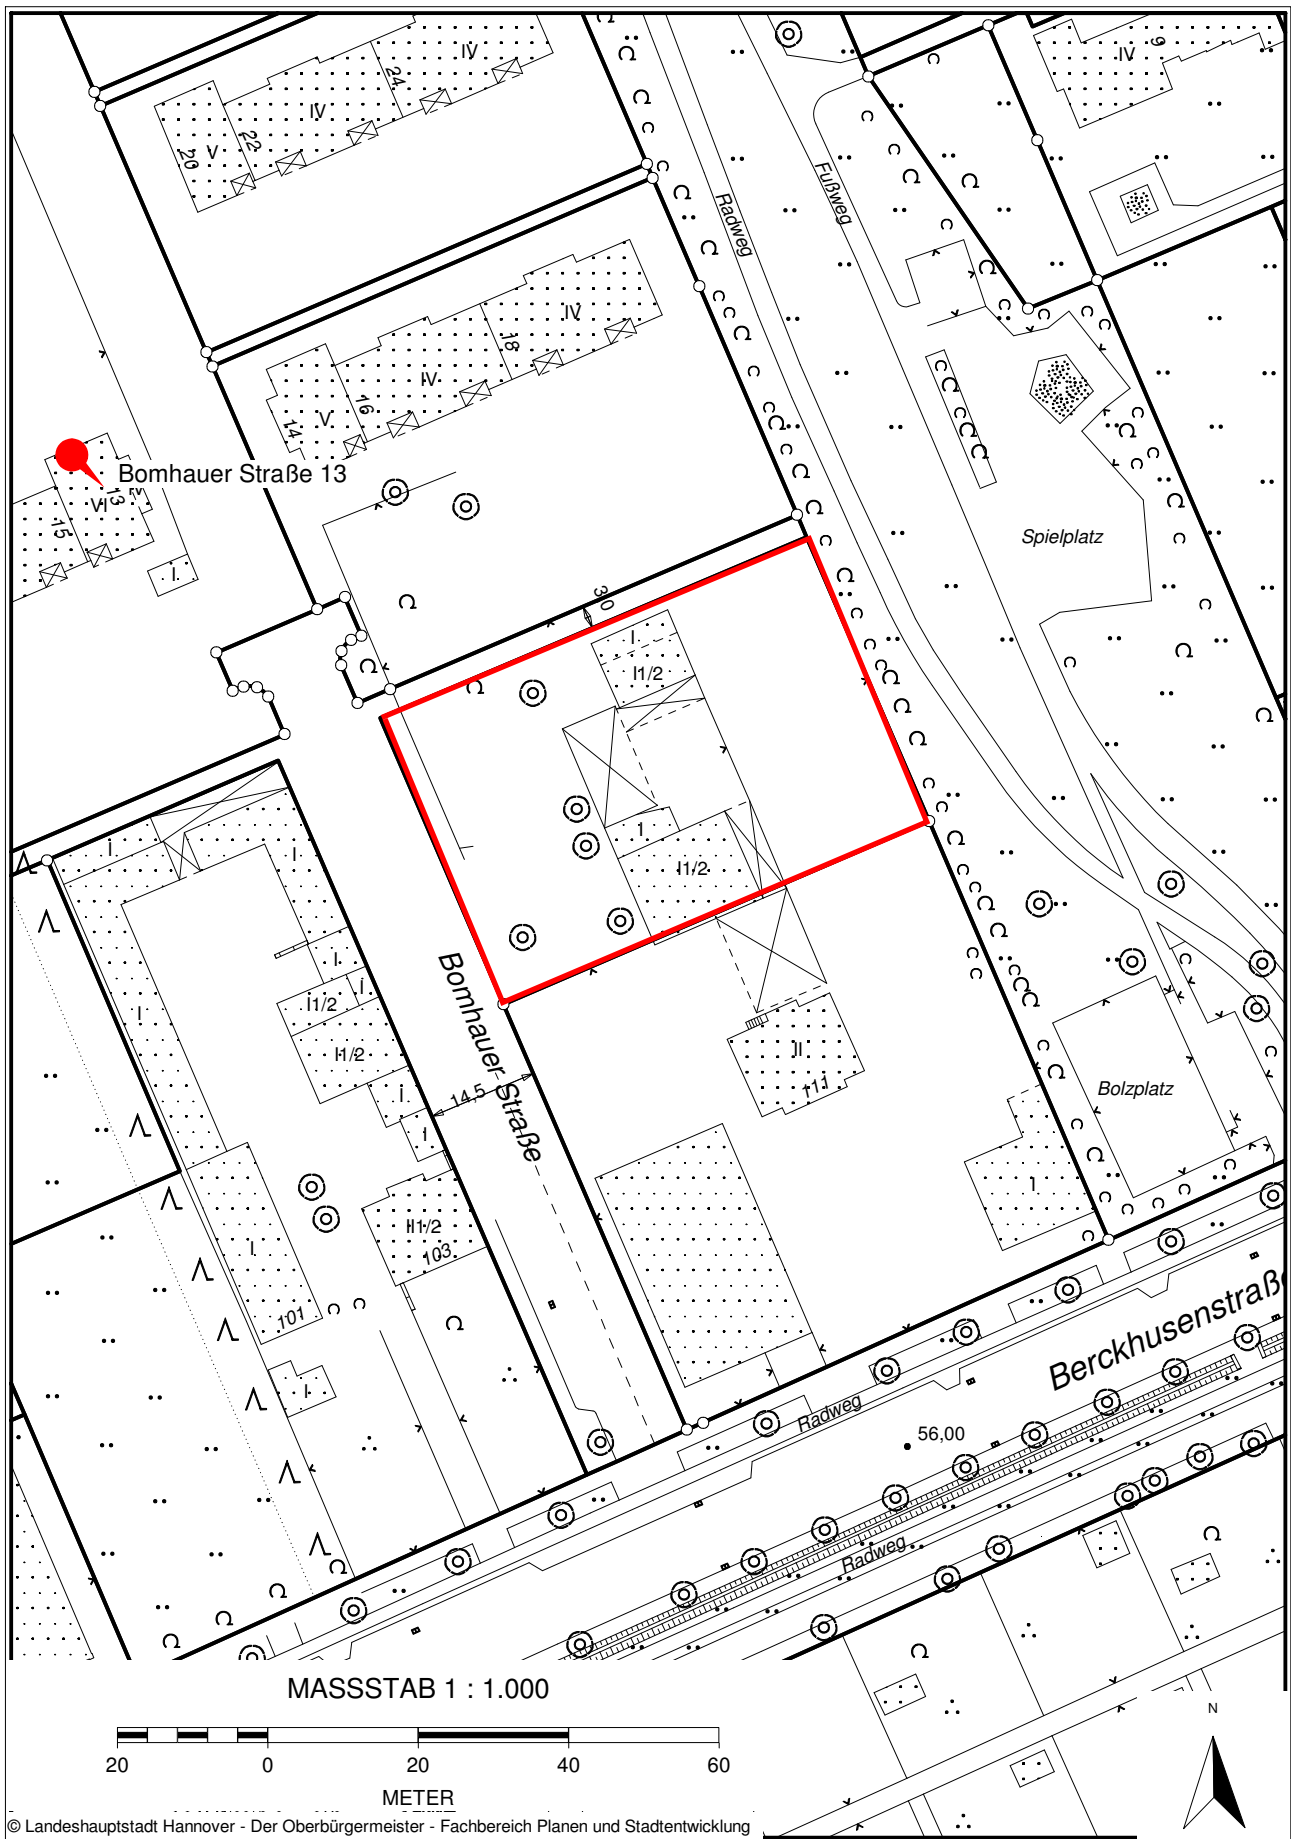 IV
24
IV
22
V
20
IV
9
Radweg
Fußweg
IV
18
IV
16
V
14
Bomhauer Straße 13
IV
13
VI
15
I
Spielplatz
3,0
I
I1/2
I
I1/2
I
I
I
I
I1/2
I1/2
I
I
I
Bomhauer Straße
14,5
II
111
Bolzplatz
I
II1/2
103
I
101
I
Berckhusenstraße
Radweg
56,00
Radweg
MASSSTAB 1 : 1.000
20 0 20 40 60
METER
N
© Landeshauptstadt Hannover - Der Oberbürgermeister - Fachbereich Planen und Stadtentwicklung